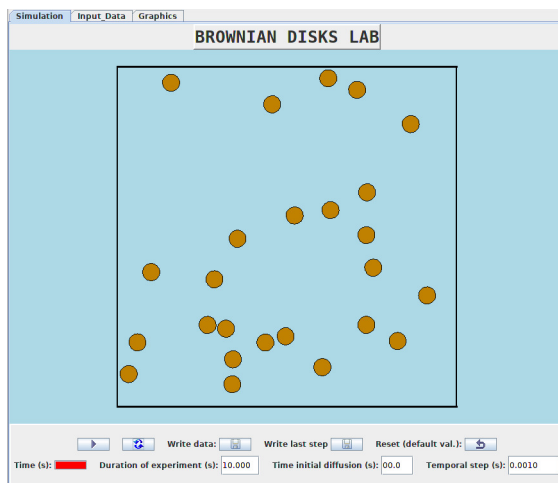 Simulation Input_Data Graphics
BROWNIAN DISKS LAB
Write data: Write last step Reset (default val.):
Time (s): Duration of experiment (s): 10.000 Time initial diffusion (s): 00.0 Temporal step (s): 0.0010